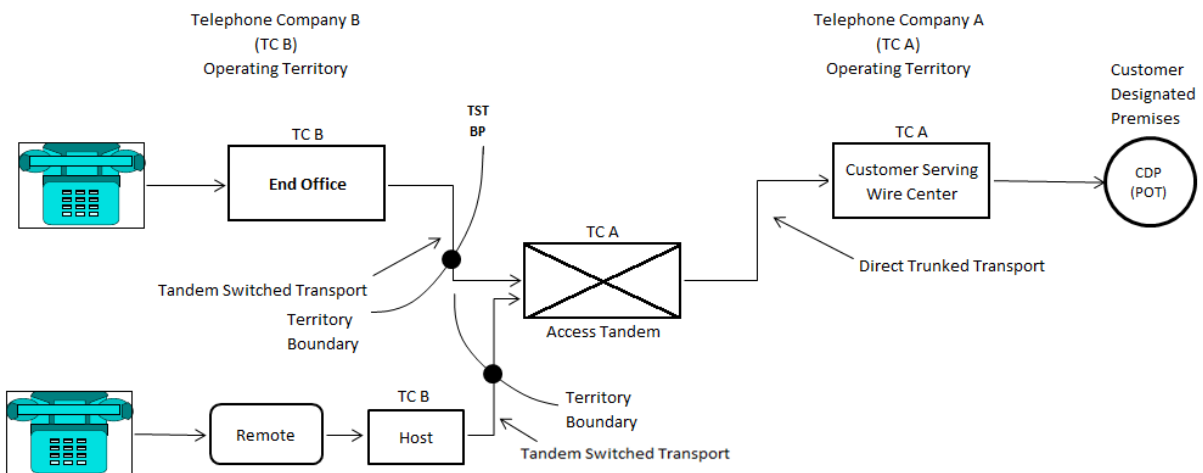 Telephone Company B
(TC B)
Operating Territory
Telephone Company A
(TC A)
Operating Territory
Customer
Designated
Premises
TST
BP
TC B
End Office
TC A
Customer Serving
Wire Center
CDP
(POT)
TC A
Access Tandem
Direct Trunked Transport
Tandem Switched Transport
Territory
Boundary
TC B
Remote
Host
Territory
Boundary
Tandem Switched Transport